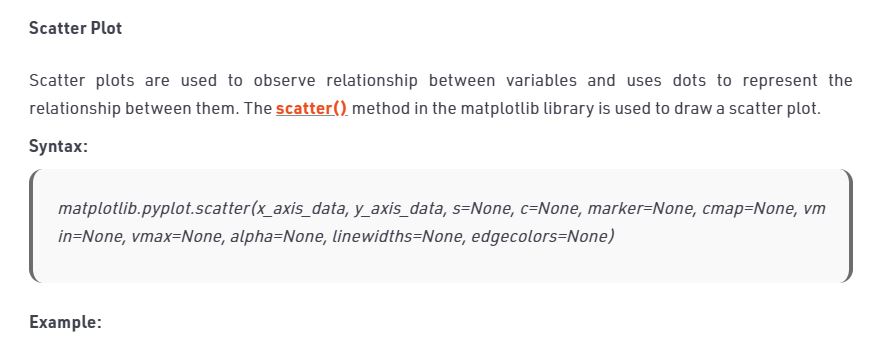 Scatter Plot
Scatter plots are used to observe relationship between variables and uses dots to represent the
relationship between them. The scatter() method in the matplotlib library is used to draw a scatter plot.
Syntax:
matplotlib.pyplot.scatter(x_axis_data, y_axis_data, s=None, c=None, marker=None, cmap=None, vm
in=None, vmax=None, alpha=None, linewidths=None, edgecolors=None)
Example: